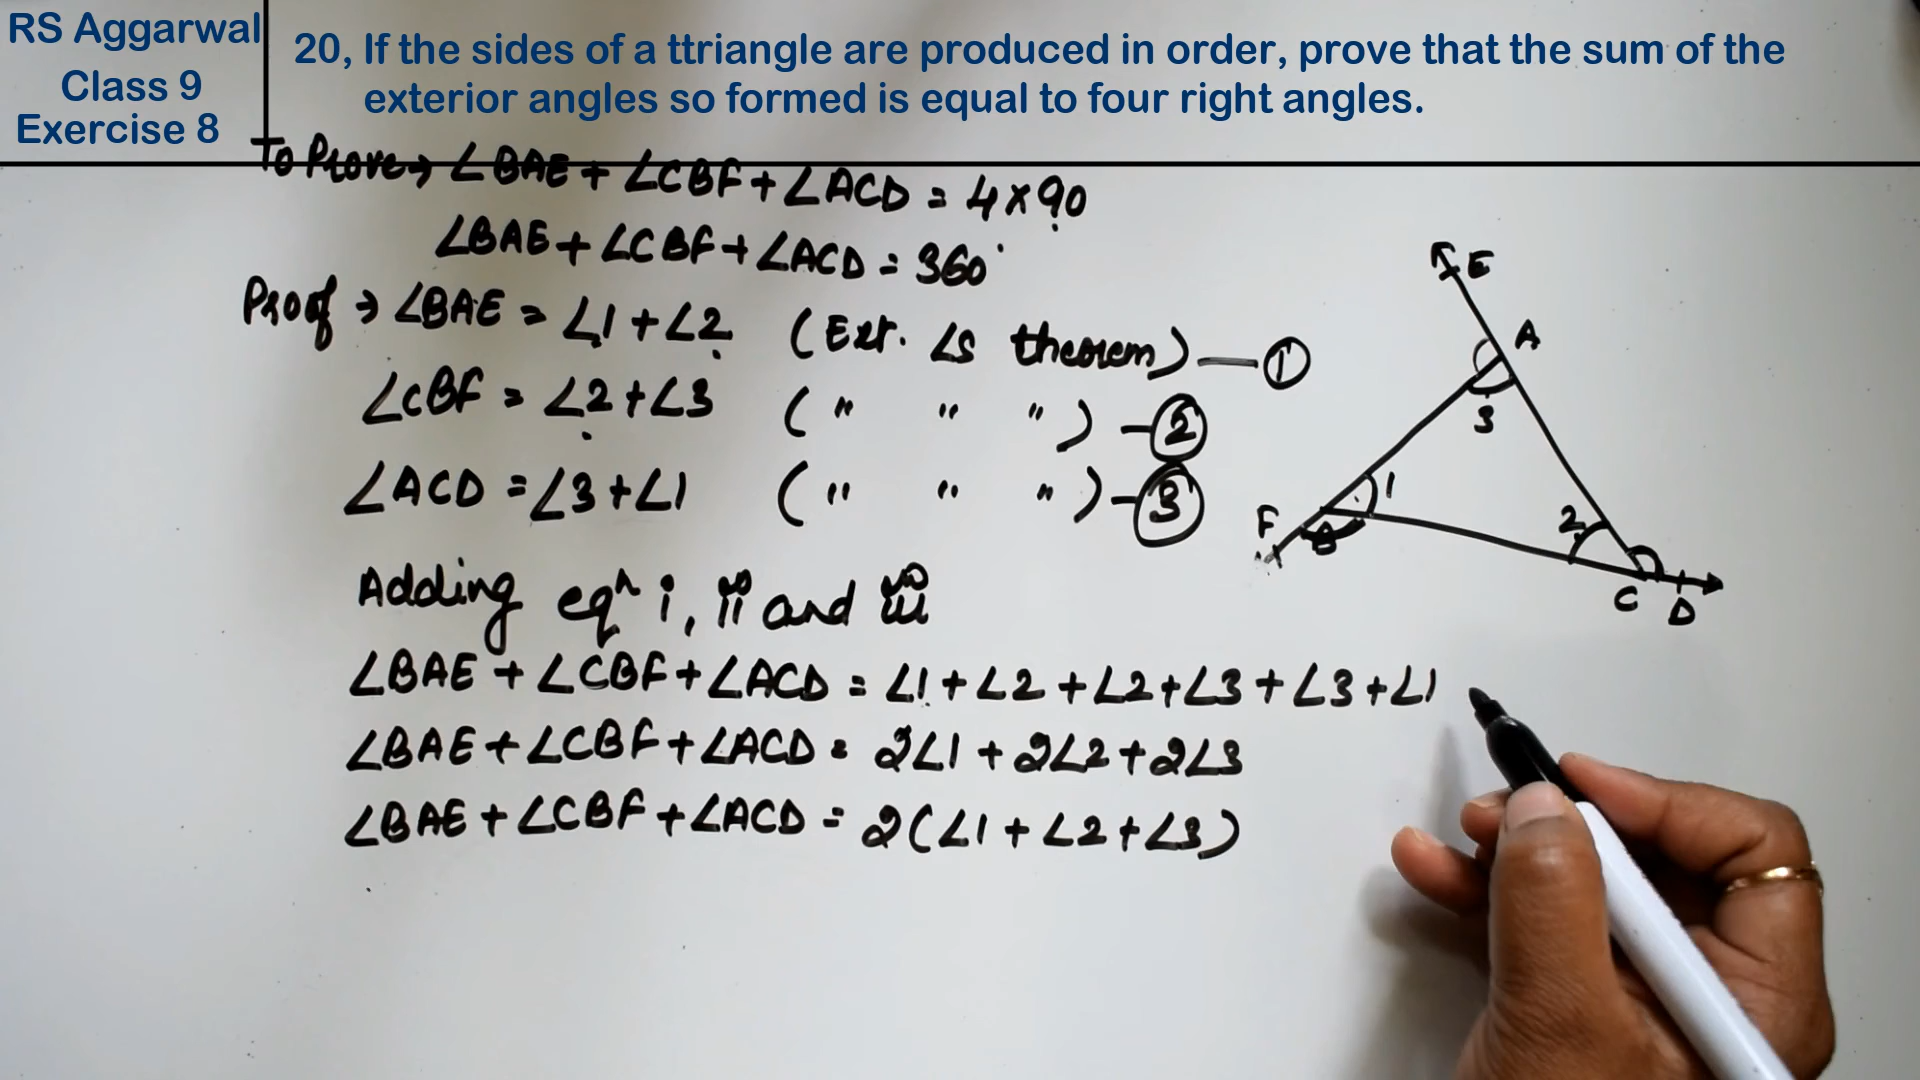 RS Aggarwal
Class 9
Exercise 8
20, If the sides of a ttriangle are produced in order, prove that the sum of the
exterior angles so formed is equal to four right angles.
To Prove → ∠BAE + ∠CBF + ∠ACD = 4 × 90
∠BAE + ∠CBF + ∠ACD = 360°
Proof → ∠BAE = ∠1 + ∠2 (Ext. ∠s theorem) — ①
∠CBF = ∠2 + ∠3 ( " " " ) - ②
∠ACD = ∠3 + ∠1 ( " " " ) - ③
Adding eqⁿ i, ii and iii
∠BAE + ∠CBF + ∠ACD = ∠1 + ∠2 + ∠2 + ∠3 + ∠3 + ∠1
∠BAE + ∠CBF + ∠ACD = 2∠1 + 2∠2 + 2∠3
∠BAE + ∠CBF + ∠ACD = 2(∠1 + ∠2 + ∠3)
E
A
3
1
F
B
2
C
D